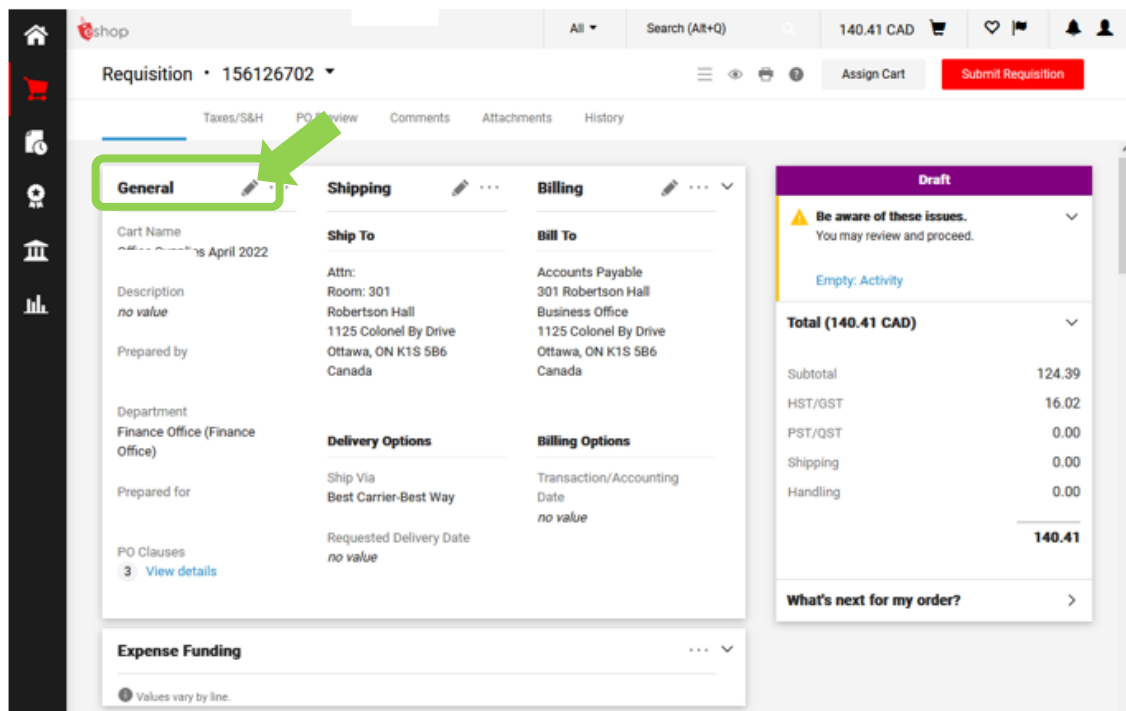 eshop
All
Search (Alt+Q)
140.41 CAD
Requisition · 156126702
Assign Cart
Submit Requisition
Taxes/S&H
Comments
Attachments
History
General
Cart Name
April 2022
Description
no value
Prepared by
Department
Finance Office (Finance
Office)
Prepared for
PO Clauses
3 View details
Shipping
Ship To
Attn:
Room: 301
Robertson Hall
1125 Colonel By Drive
Ottawa, ON K1S 5B6
Canada
Delivery Options
Ship Via
Best Carrier-Best Way
Requested Delivery Date
no value
Billing
Bill To
Accounts Payable
301 Robertson Hall
Business Office
1125 Colonel By Drive
Ottawa, ON K1S 5B6
Canada
Billing Options
Transaction/Accounting
Date
no value
Expense Funding
Values vary by line.
Draft
Be aware of these issues.
You may review and proceed.
Empty: Activity
Total (140.41 CAD)
Subtotal 124.39
HST/GST 16.02
PST/QST 0.00
Shipping 0.00
Handling 0.00
140.41
What's next for my order?